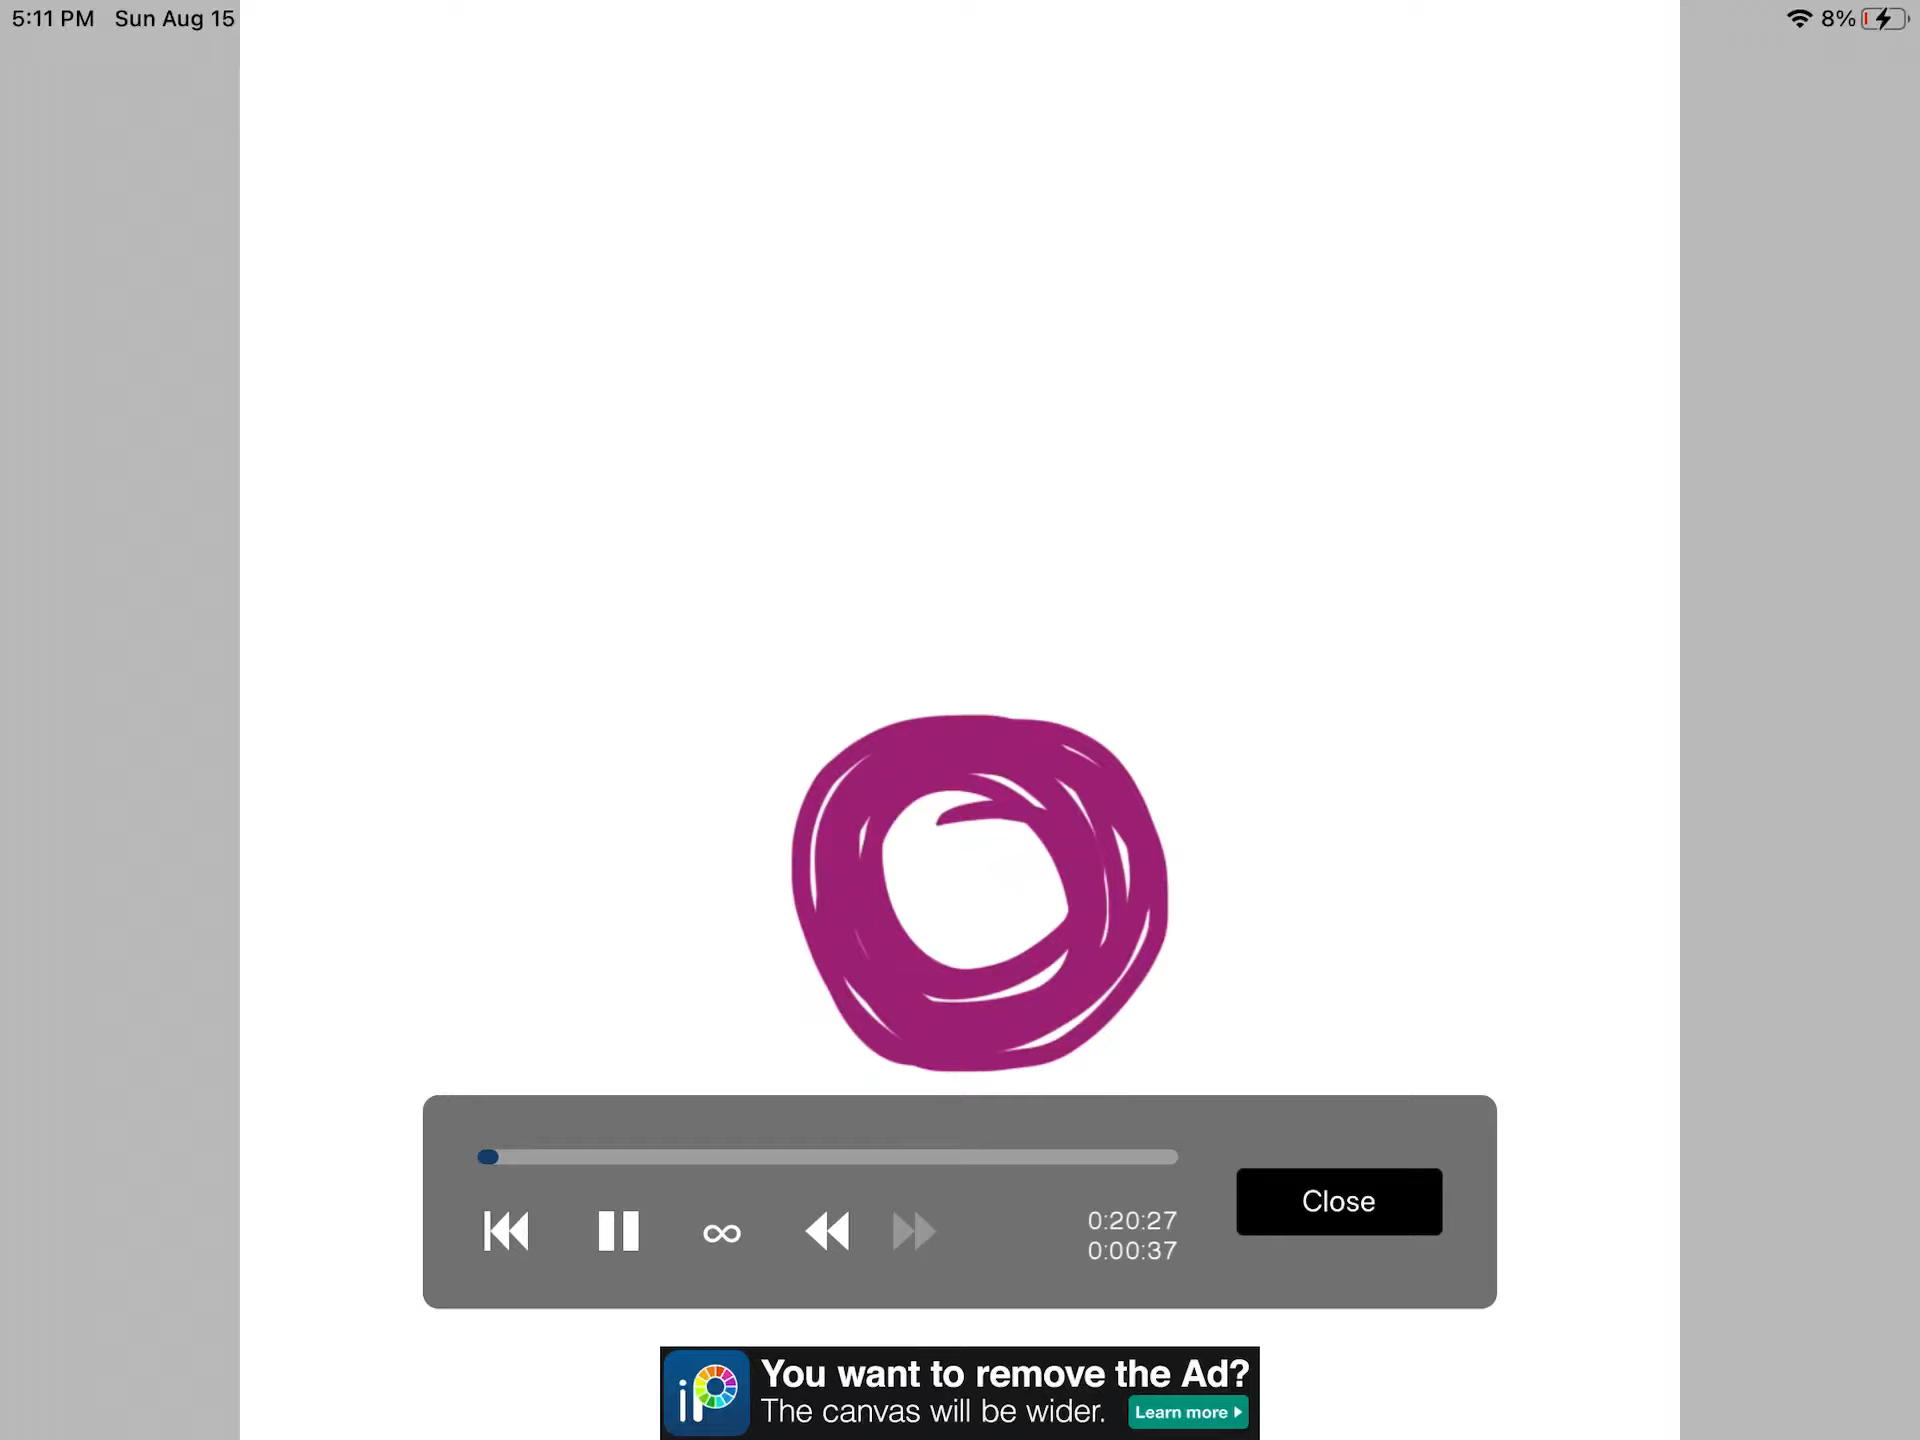 5:11 PM Sun Aug 15
8%
0:20:27
0:00:37
Close
iP
You want to remove the Ad?
The canvas will be wider.
Learn more